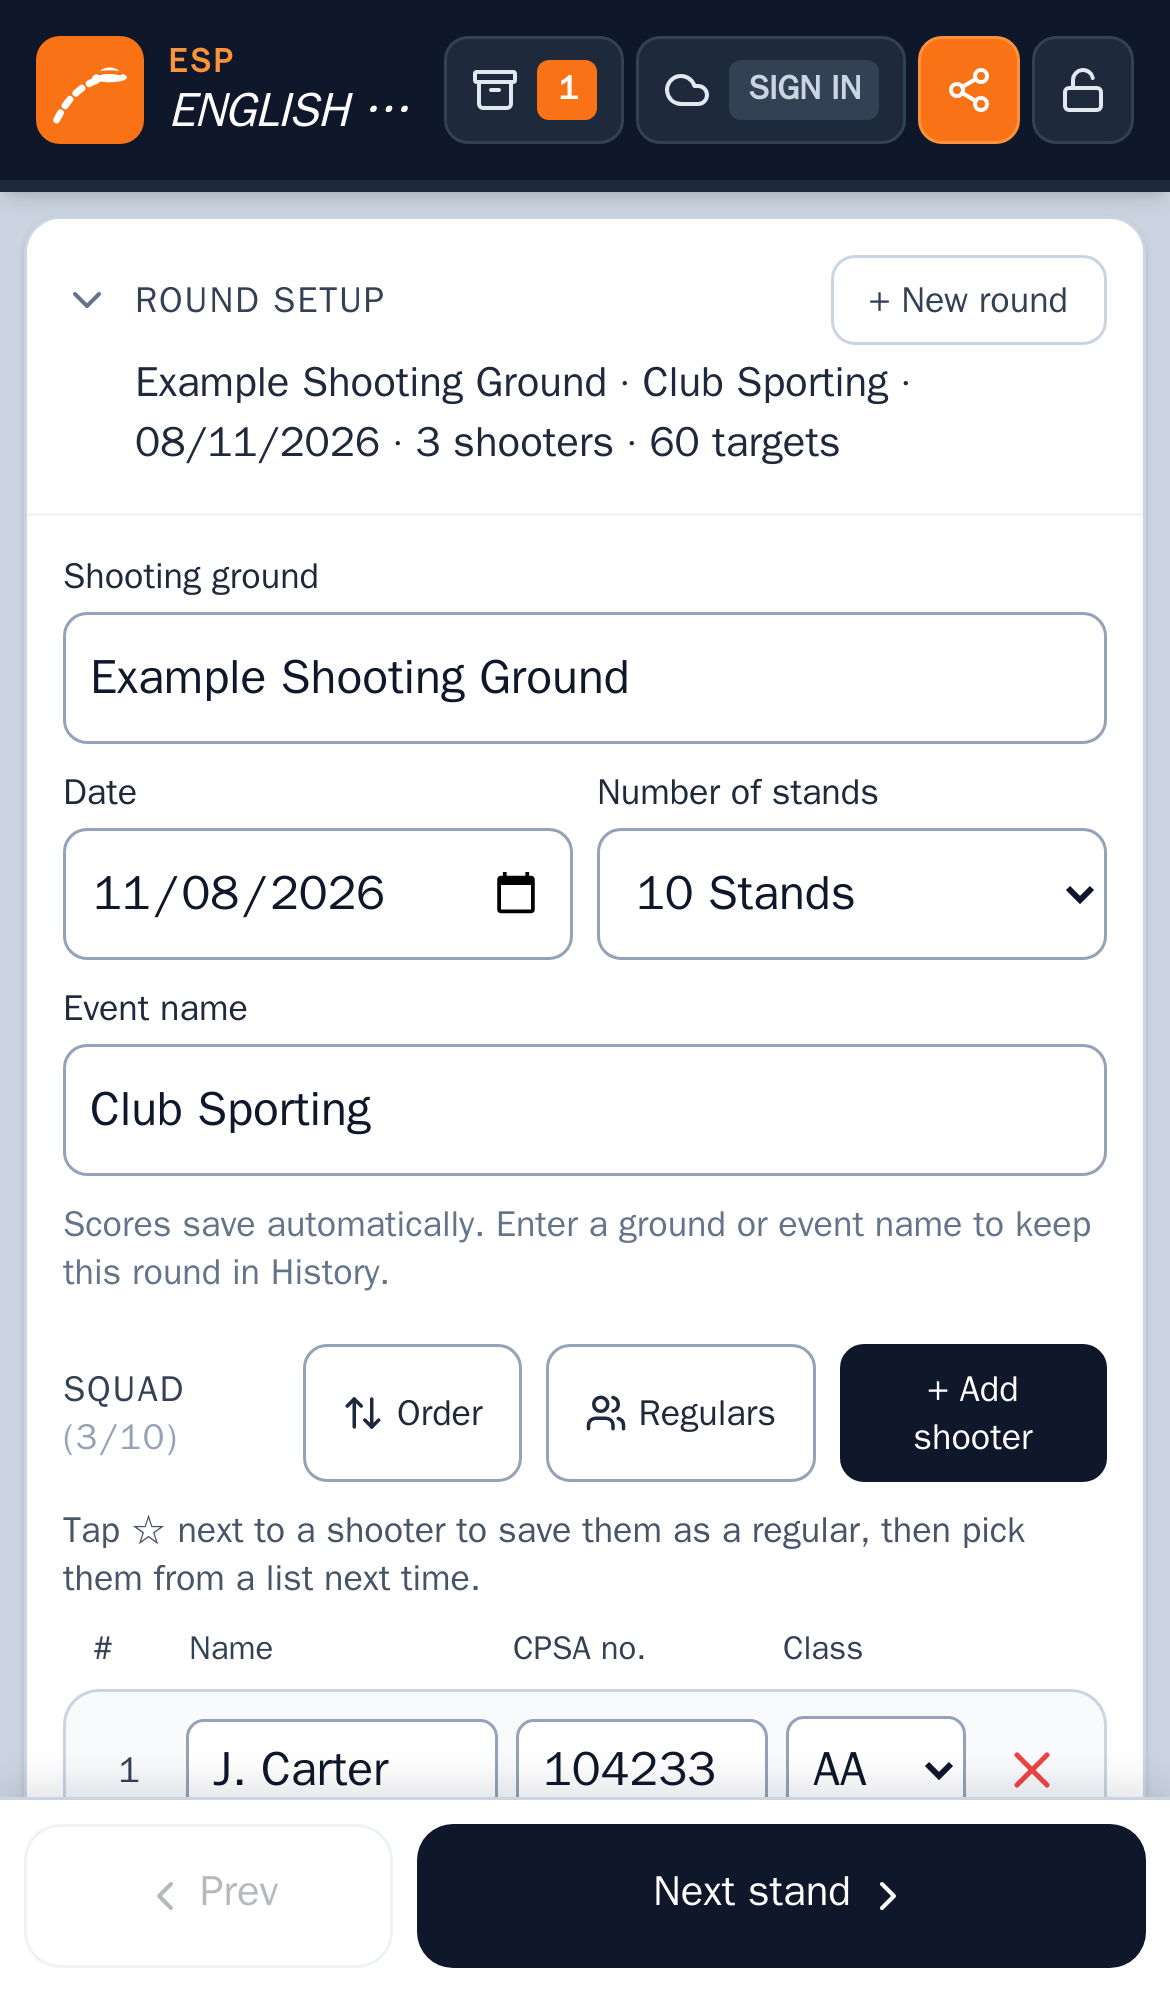 ESP
ENGLISH ...
1
SIGN IN
ROUND SETUP
+ New round
Example Shooting Ground · Club Sporting ·
08/11/2026 · 3 shooters · 60 targets
Shooting ground
Example Shooting Ground
Date
Number of stands
11/08/2026
10 Stands
Event name
Club Sporting
Scores save automatically. Enter a ground or event name to keep
this round in History.
SQUAD
(3/10)
Order
Regulars
+ Add
shooter
Tap ☆ next to a shooter to save them as a regular, then pick
them from a list next time.
# Name CPSA no. Class
1 J. Carter 104233 AA
Prev
Next stand